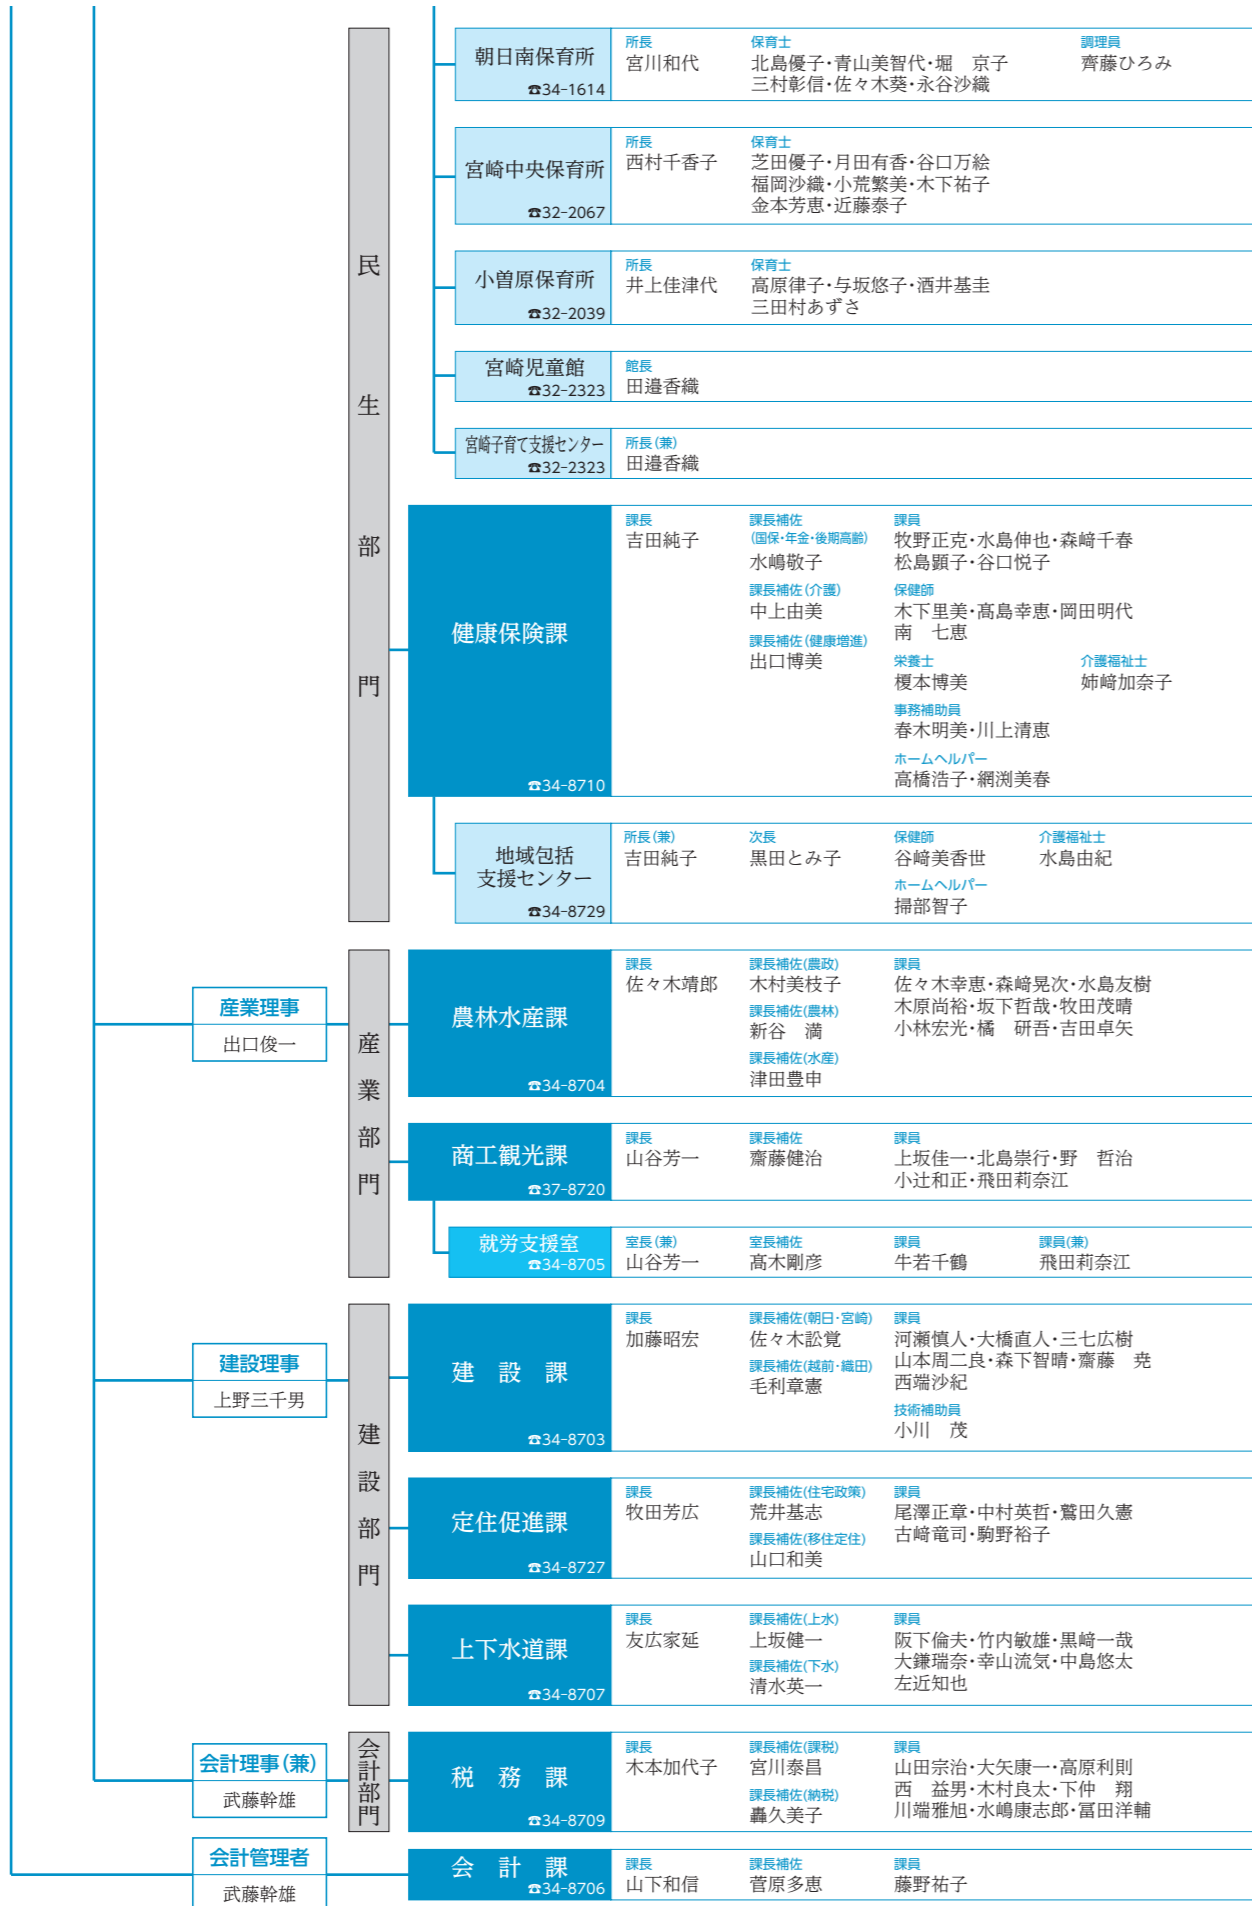 民生部門
朝日南保育所
☎34-1614
所長
宮川和代
保育士
北島優子・青山美智代・堀　京子
三村彰信・佐々木葵・永谷沙織
調理員
齊藤ひろみ
宮崎中央保育所
☎32-2067
所長
西村千香子
保育士
芝田優子・月田有香・谷口万絵
福岡沙織・小荒繁美・木下祐子
金本芳恵・近藤泰子
小曽原保育所
☎32-2039
所長
井上佳津代
保育士
高原律子・与坂悠子・酒井基圭
三田村あずさ
宮崎児童館
☎32-2323
館長
田邉香織
宮崎子育て支援センター
☎32-2323
所長（兼）
田邉香織
健康保険課
☎34-8710
課長
吉田純子
課長補佐
（国保・年金・後期高齢）
水嶋敬子
課長補佐（介護）
中上由美
課長補佐（健康増進）
出口博美
課員
牧野正克・水島伸也・森﨑千春
松島顕子・谷口悦子
保健師
木下里美・髙島幸恵・岡田明代
南　七恵
栄養士
榎本博美
介護福祉士
姉﨑加奈子
事務補助員
春木明美・川上清恵
ホームヘルパー
高橋浩子・網渕美春
地域包括
支援センター
☎34-8729
所長（兼）
吉田純子
次長
黒田とみ子
保健師
谷﨑美香世
介護福祉士
水島由紀
ホームヘルパー
掃部智子
産業理事
出口俊一
産業部門
農林水産課
☎34-8704
課長
佐々木靖郎
課長補佐（農政）
木村美枝子
課長補佐（農林）
新谷　満
課長補佐（水産）
津田豊申
課員
佐々木幸恵・森﨑晃次・水島友樹
木原尚裕・坂下哲哉・牧田茂晴
小林宏光・橘　研吾・吉田卓矢
商工観光課
☎37-8720
課長
山谷芳一
課長補佐
齋藤健治
課員
上坂佳一・北島崇行・野　哲治
小辻和正・飛田莉奈江
就労支援室
☎34-8705
室長（兼）
山谷芳一
室長補佐
髙木剛彦
課員
牛若千鶴
課員（兼）
飛田莉奈江
建設理事
上野三千男
建設部門
建　設　課
☎34-8703
課長
加藤昭宏
課長補佐（朝日・宮崎）
佐々木訟覚
課長補佐（越前・織田）
毛利章憲
課員
河瀬慎人・大橋直人・三七広樹
山本周二良・森下智晴・齋藤　尭
西端沙紀
技術補助員
小川　茂
定住促進課
☎34-8727
課長
牧田芳広
課長補佐（住宅政策）
荒井基志
課長補佐（移住定住）
山口和美
課員
尾澤正章・中村英哲・鷲田久憲
古﨑竜司・駒野裕子
上下水道課
☎34-8707
課長
友広家延
課長補佐（上水）
上坂健一
課長補佐（下水）
清水英一
課員
阪下倫夫・竹内敏雄・黒﨑一哉
大鎌瑞奈・幸山流気・中島悠太
左近知也
会計理事（兼）
武藤幹雄
会計部門
税　務　課
☎34-8709
課長
木本加代子
課長補佐（課税）
宮川泰昌
課長補佐（納税）
轟久美子
課員
山田宗治・大矢康一・高原利則
西　益男・木村良太・下仲　翔
川端雅旭・水嶋康志郎・冨田洋輔
会計管理者
武藤幹雄
会　計　課
☎34-8706
課長
山下和信
課長補佐
菅原多恵
課員
藤野祐子